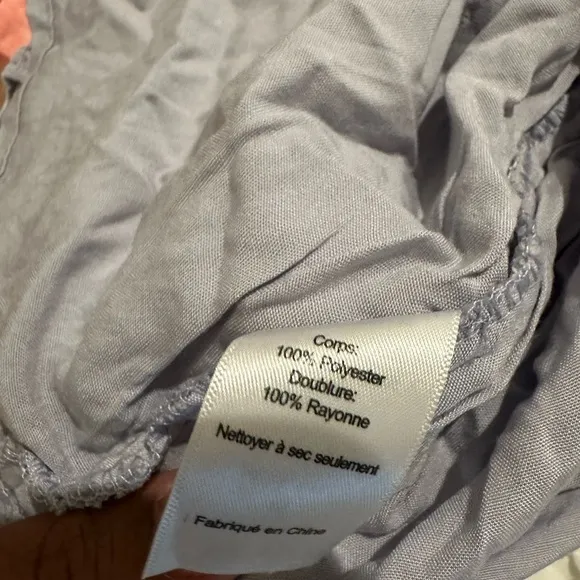 Corps:
100% Polyester
Doublure:
100% Rayonne
Nettoyer à sec seulement
Fabriqué en Chine